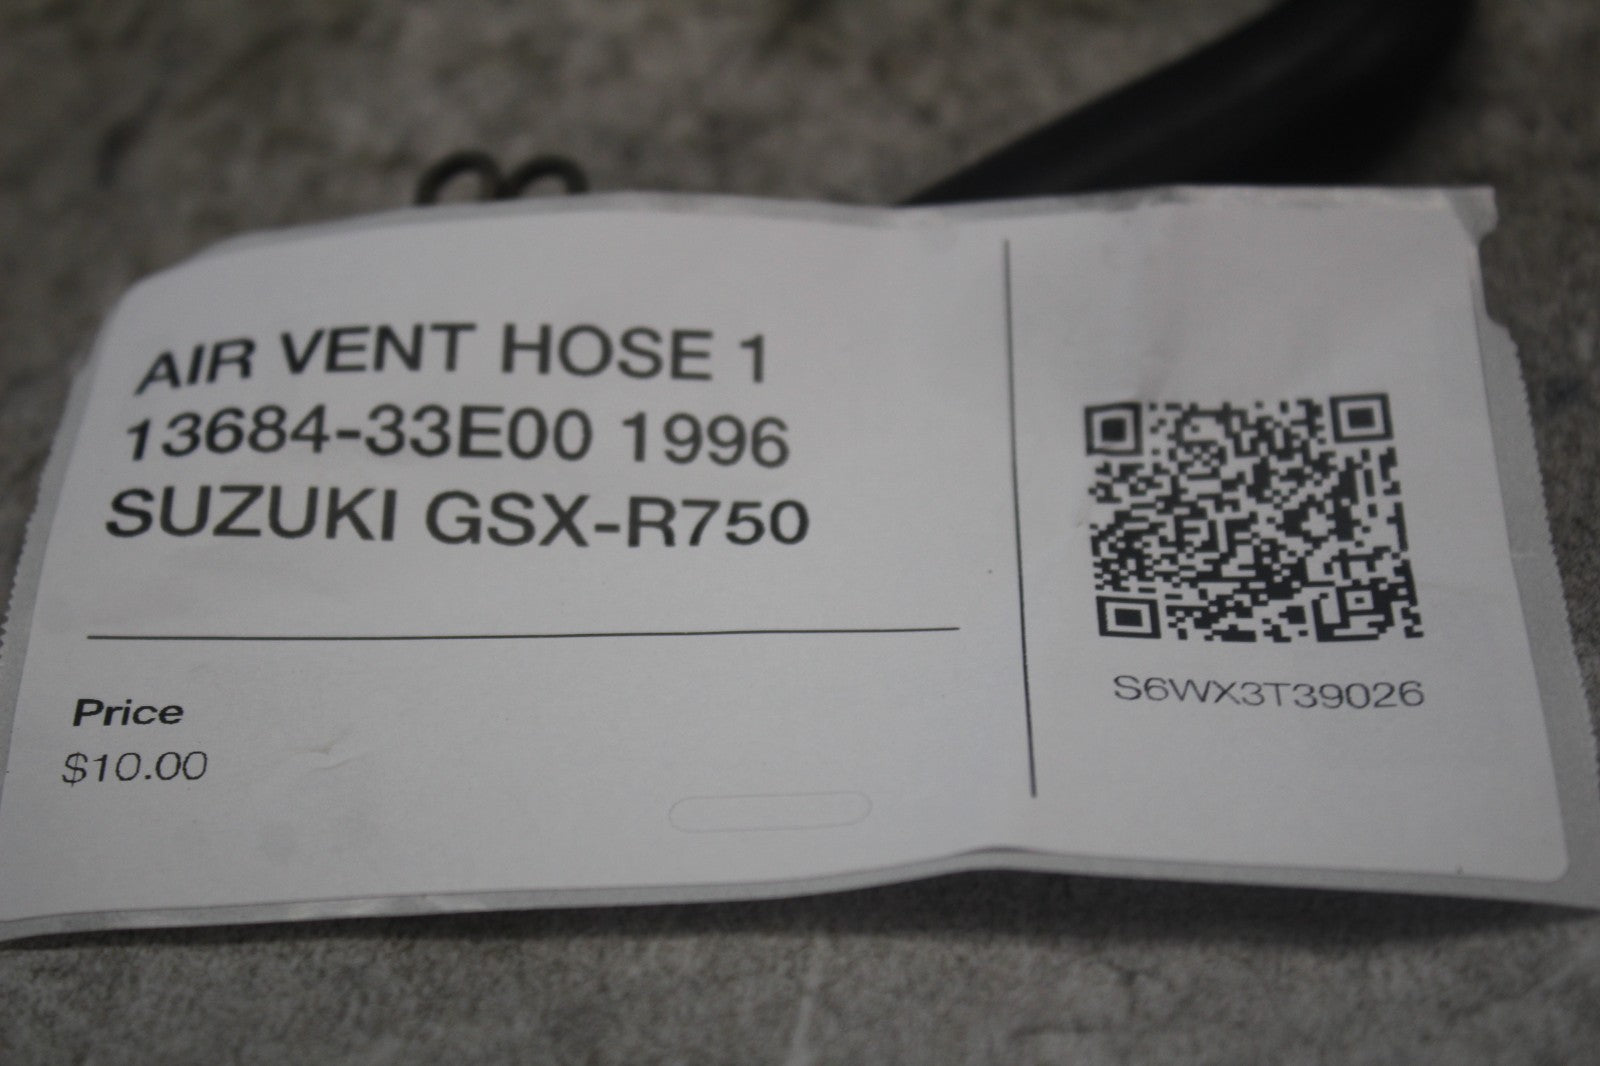 AIR VENT HOSE 1
13684-33E00 1996
SUZUKI GSX-R750
Price
$10.00
S6WX3T39026